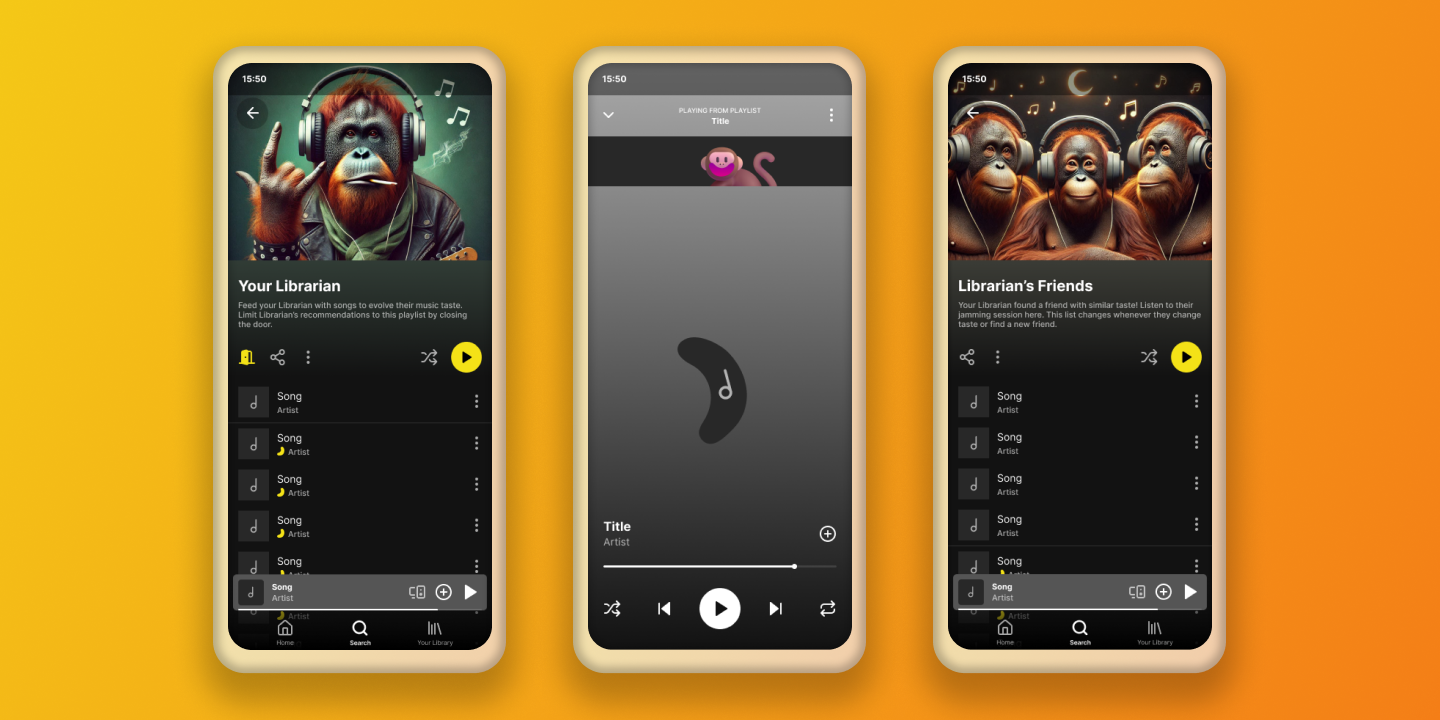 15:50
Your Librarian
Feed your Librarian with songs to evolve their music taste.
Limit Librarian's recommendations to this playlist by closing
the door.
Song
Artist
Song
Artist
Song
Artist
Song
Artist
Song
Song
Artist
Artist
Home
Search
Your Library
15:50
PLAYING FROM PLAYLIST
Title
Title
Artist
15:50
Librarian's Friends
Your Librarian found a friend with similar taste! Listen to their
jamming session here. This list changes whenever they change
taste or find a new friend.
Song
Artist
Song
Artist
Song
Artist
Song
Artist
Song
Song
Artist
Artist
Home
Search
Your Library